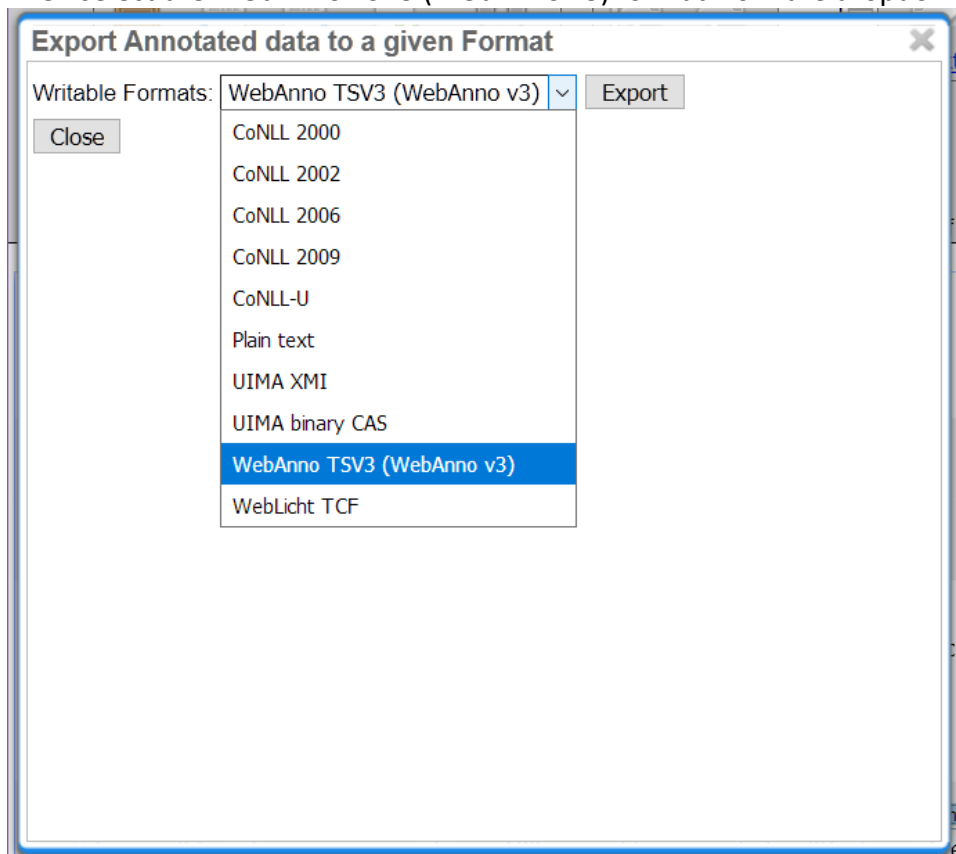 Export Annotated data to a given Format
Writable Formats: WebAnno TSV3 (WebAnno v3) Export
Close
CoNLL 2000
CoNLL 2002
CoNLL 2006
CoNLL 2009
CoNLL-U
Plain text
UIMA XMI
UIMA binary CAS
WebAnno TSV3 (WebAnno v3)
WebLicht TCF